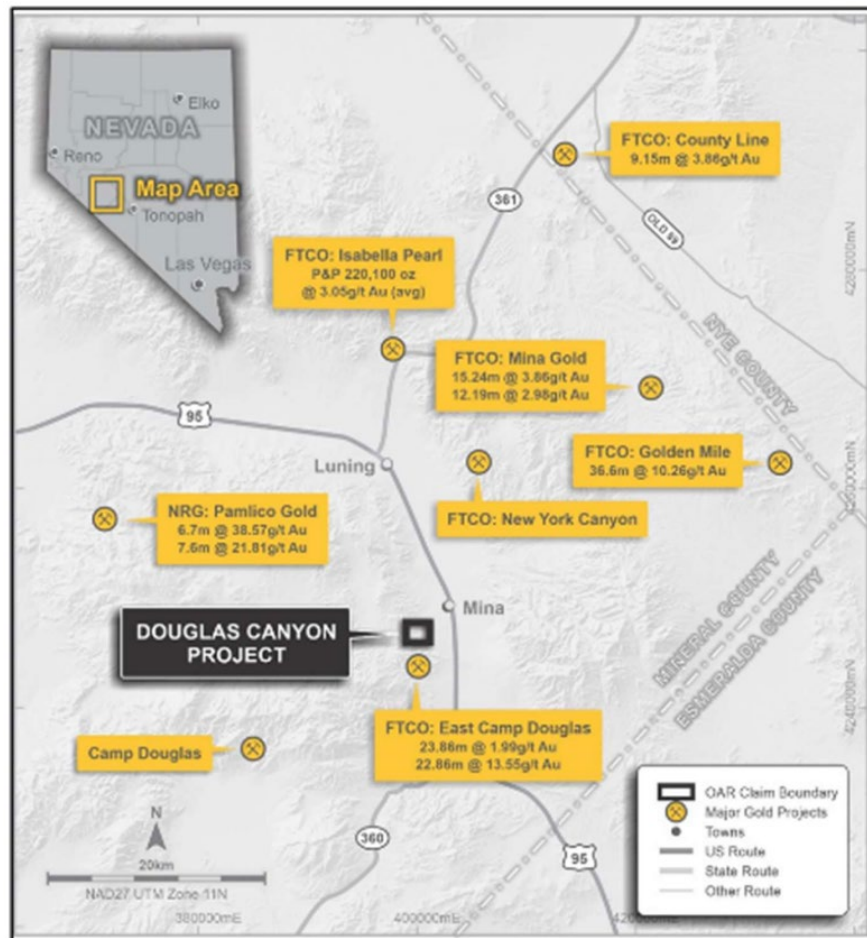 Elko
NEVADA
Reno
Map Area
Tonopah
Las Vegas
FTCO: County Line
9.15m @ 3.86g/t Au
361
OLD 89
4280000mN
FTCO: Isabella Pearl
P&P 220,100 oz
@ 3.05g/t Au (avg)
NYE COUNTY
FTCO: Mina Gold
15.24m @ 3.86g/t Au
12.19m @ 2.98g/t Au
95
Luning
FTCO: Golden Mile
36.6m @ 10.26g/t Au
4260000mN
NRG: Pamlico Gold
6.7m @ 38.57g/t Au
7.6m @ 21.81g/t Au
FTCO: New York Canyon
Mina
DOUGLAS CANYON
PROJECT
MINERAL COUNTY
ESMERALDA COUNTY
4240000mN
FTCO: East Camp Douglas
23.86m @ 1.99g/t Au
22.86m @ 13.55g/t Au
Camp Douglas
OAR Claim Boundary
Major Gold Projects
Towns
US Route
State Route
Other Route
N
20km
NAD27 UTM Zone 11N
360
95
380000mE
400000mE